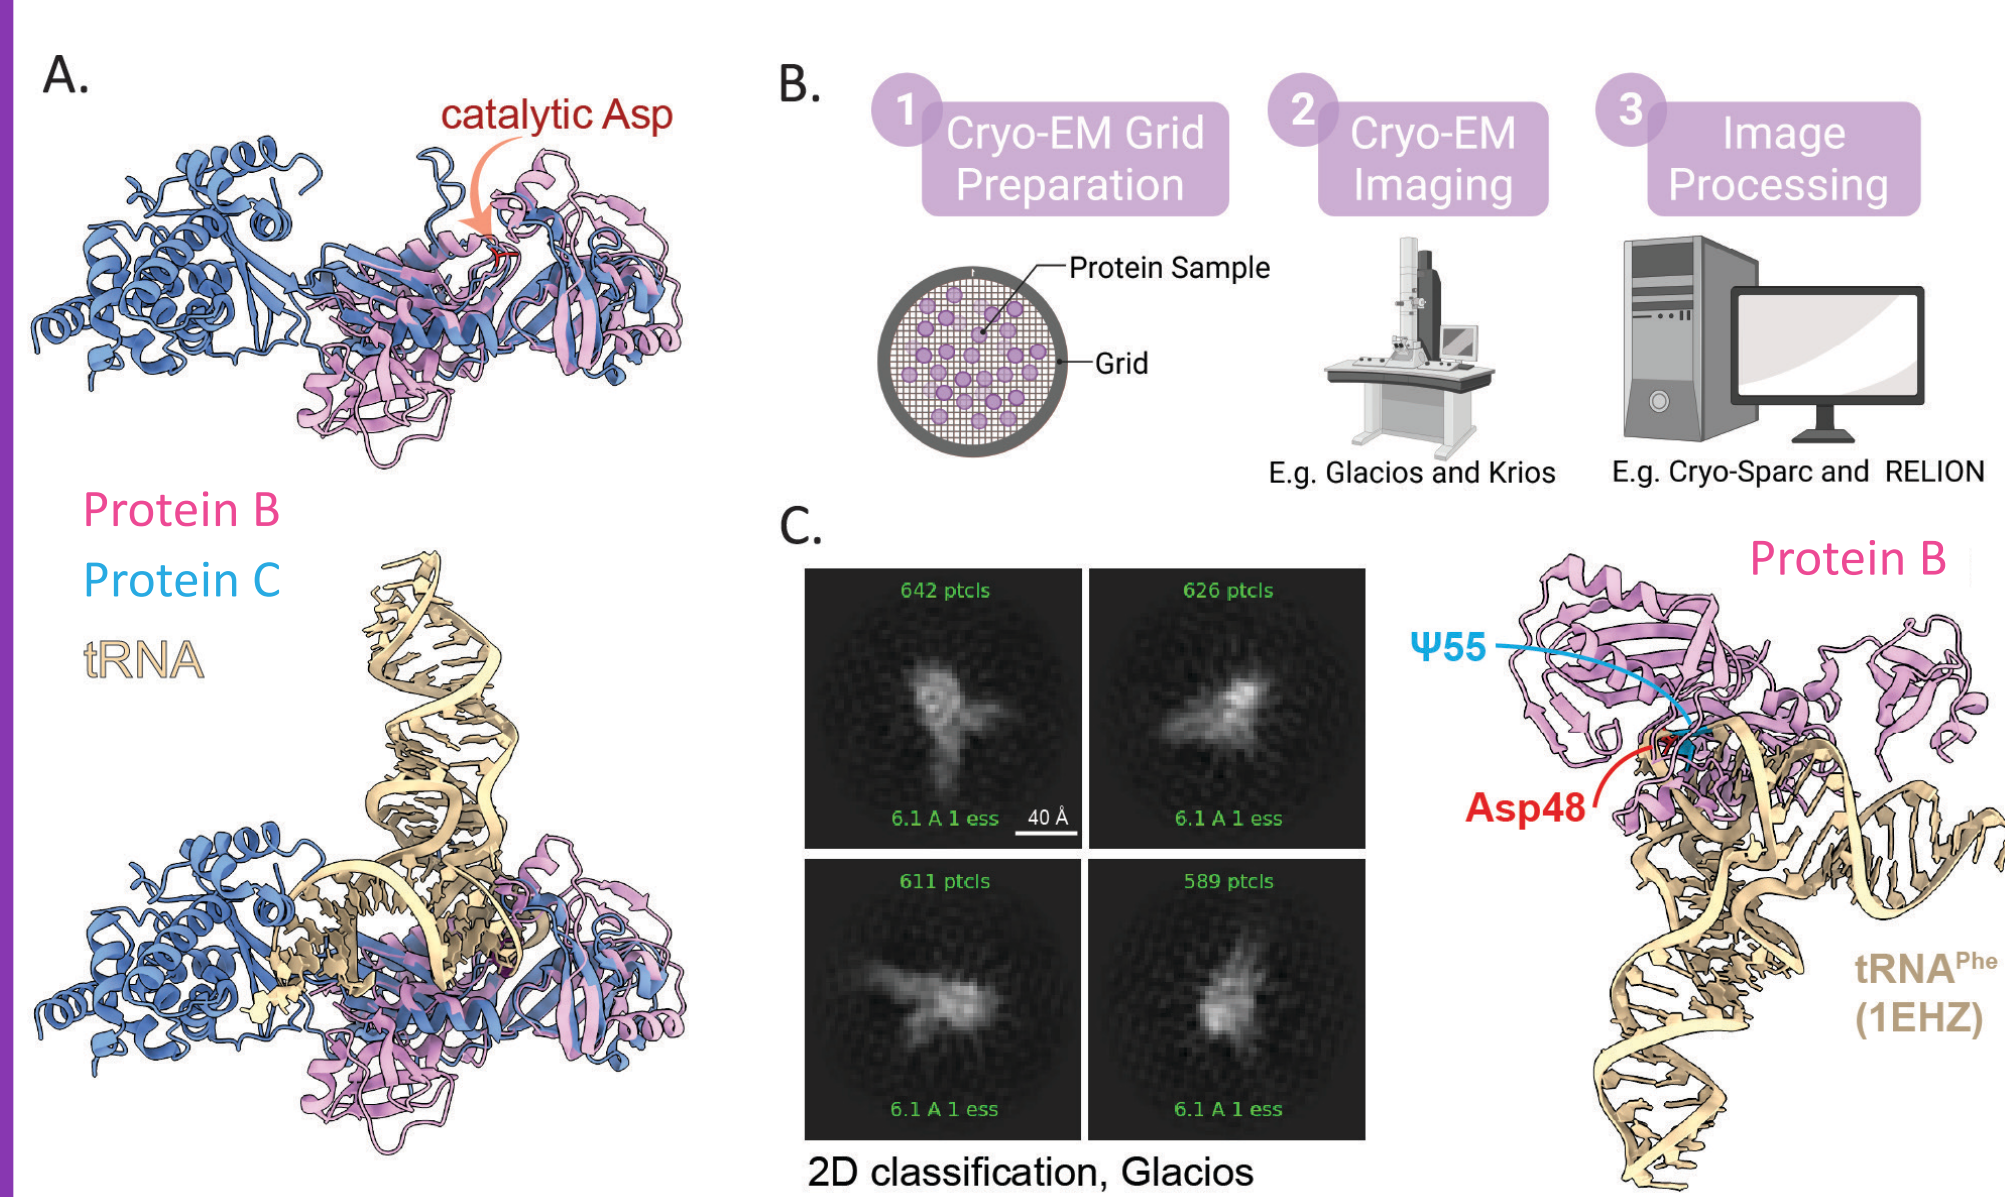 A.
catalytic Asp
Protein B
Protein C
tRNA
B.
1
Cryo-EM Grid
Preparation
2
Cryo-EM
Imaging
3
Image
Processing
Protein Sample
Grid
E.g. Glacios and Krios
E.g. Cryo-Sparc and RELION
C.
642 ptcls
6.1 A 1 ess
40 Å
626 ptcls
6.1 A 1 ess
611 ptcls
6.1 A 1 ess
589 ptcls
6.1 A 1 ess
2D classification, Glacios
Protein B
Ψ55
Asp48
tRNAPhe
(1EHZ)